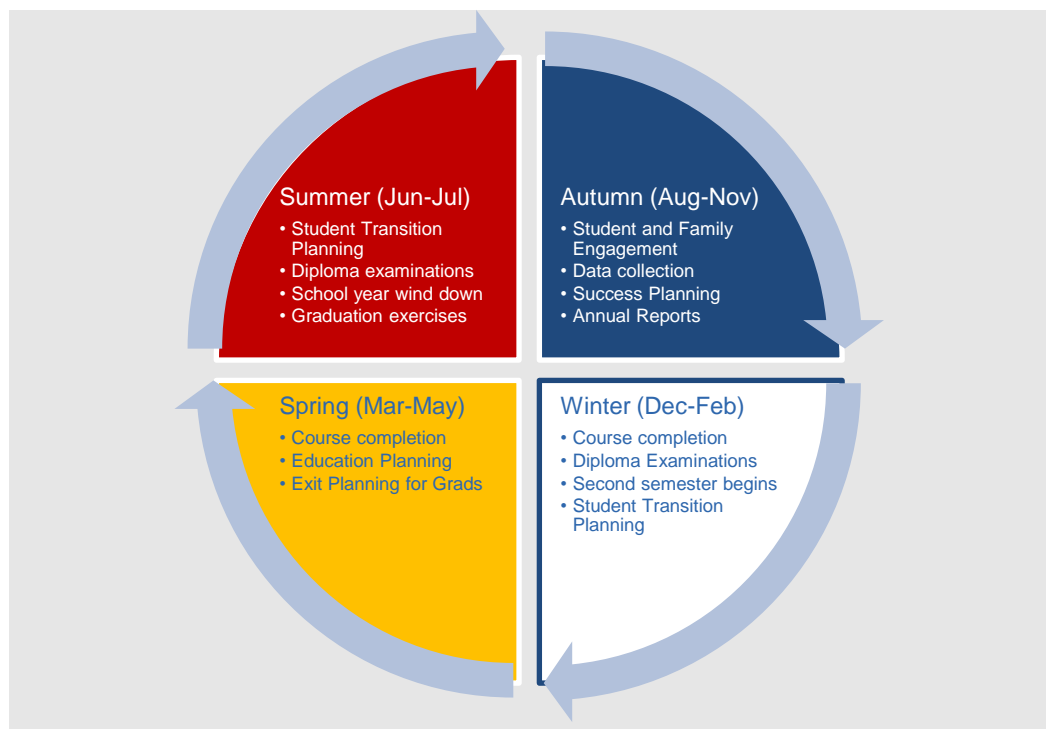 Summer (Jun-Jul)
• Student Transition
Planning
• Diploma examinations
• School year wind down
• Graduation exercises
Autumn (Aug-Nov)
• Student and Family
Engagement
• Data collection
• Success Planning
• Annual Reports
Spring (Mar-May)
• Course completion
• Education Planning
• Exit Planning for Grads
Winter (Dec-Feb)
• Course completion
• Diploma Examinations
• Second semester begins
• Student Transition
Planning